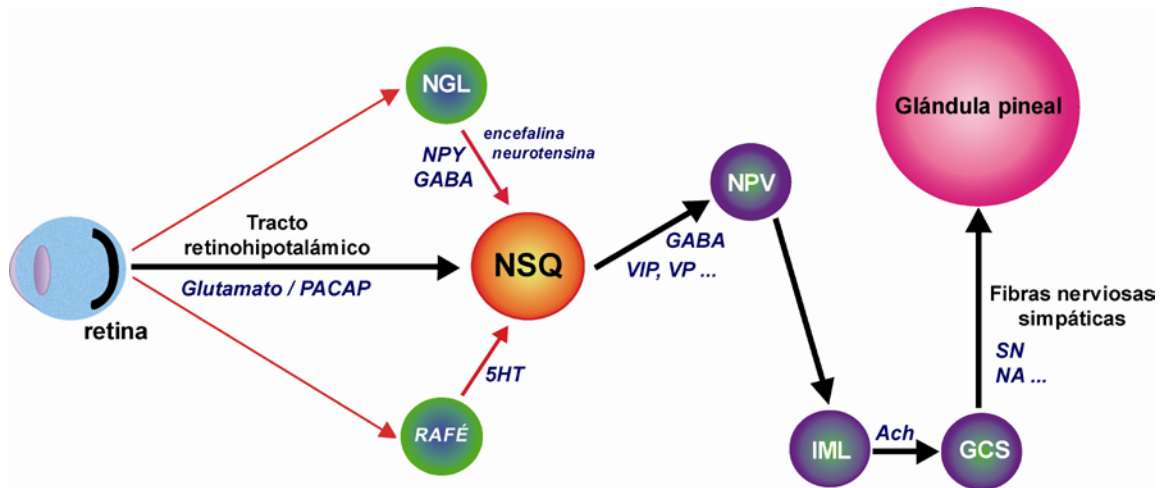 NGL
encefalina
neurotensina
NPY
GABA
Tracto
retinohipotalámico
Glutamato / PACAP
retina
NSQ
5HT
RAFÉ
GABA
VIP, VP ...
NPV
IML
Ach
GCS
Fibras nerviosas
simpáticas
SN
NA ...
Glándula pineal